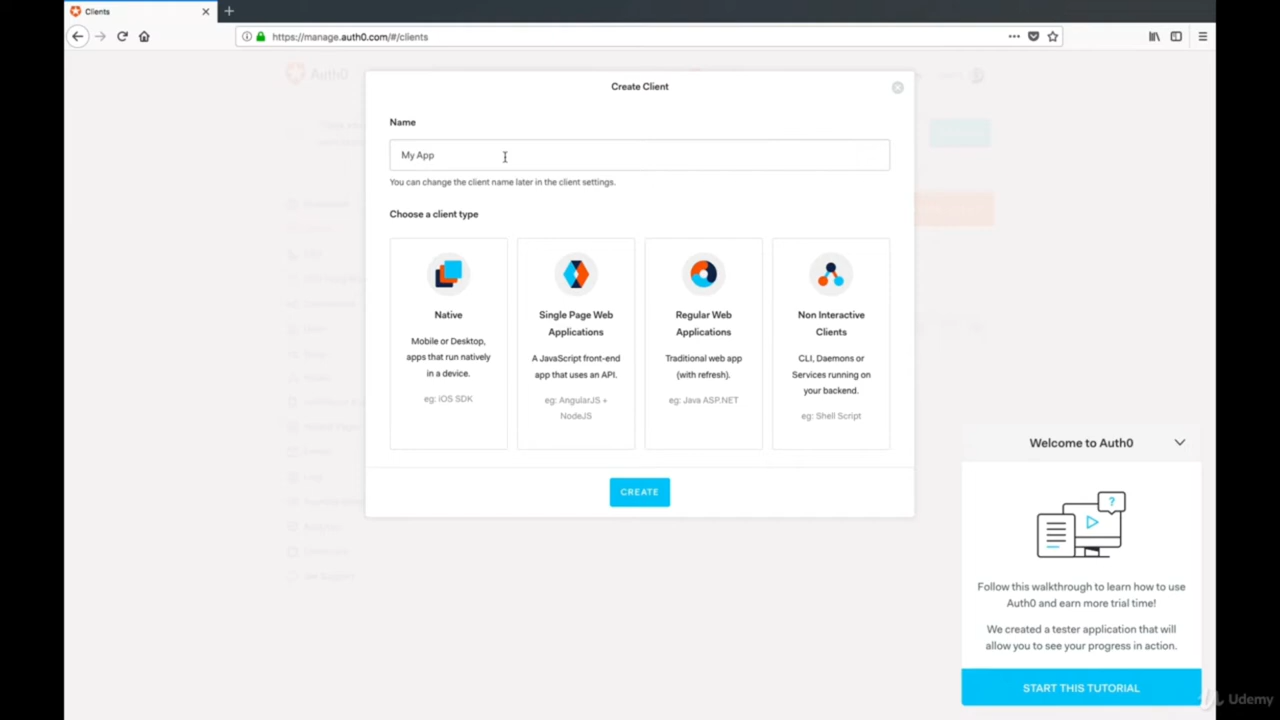 Clients
https://manage.auth0.com/#/clients
Auth0
Create Client
Name
My App
You can change the client name later in the client settings.
Choose a client type
Native
Mobile or Desktop,
apps that run natively
in a device.
eg: iOS SDK
Single Page Web
Applications
A JavaScript front-end
app that uses an API.
eg: AngularJS +
NodeJS
Regular Web
Applications
Traditional web app
(with refresh).
eg: Java ASP.NET
Non Interactive
Clients
CLI, Daemons or
Services running on
your backend.
eg: Shell Script
CREATE
Welcome to Auth0
?
Follow this walkthrough to learn how to use
Auth0 and earn more trial time!
We created a tester application that will
allow you to see your progress in action.
START THIS TUTORIAL
Udemy